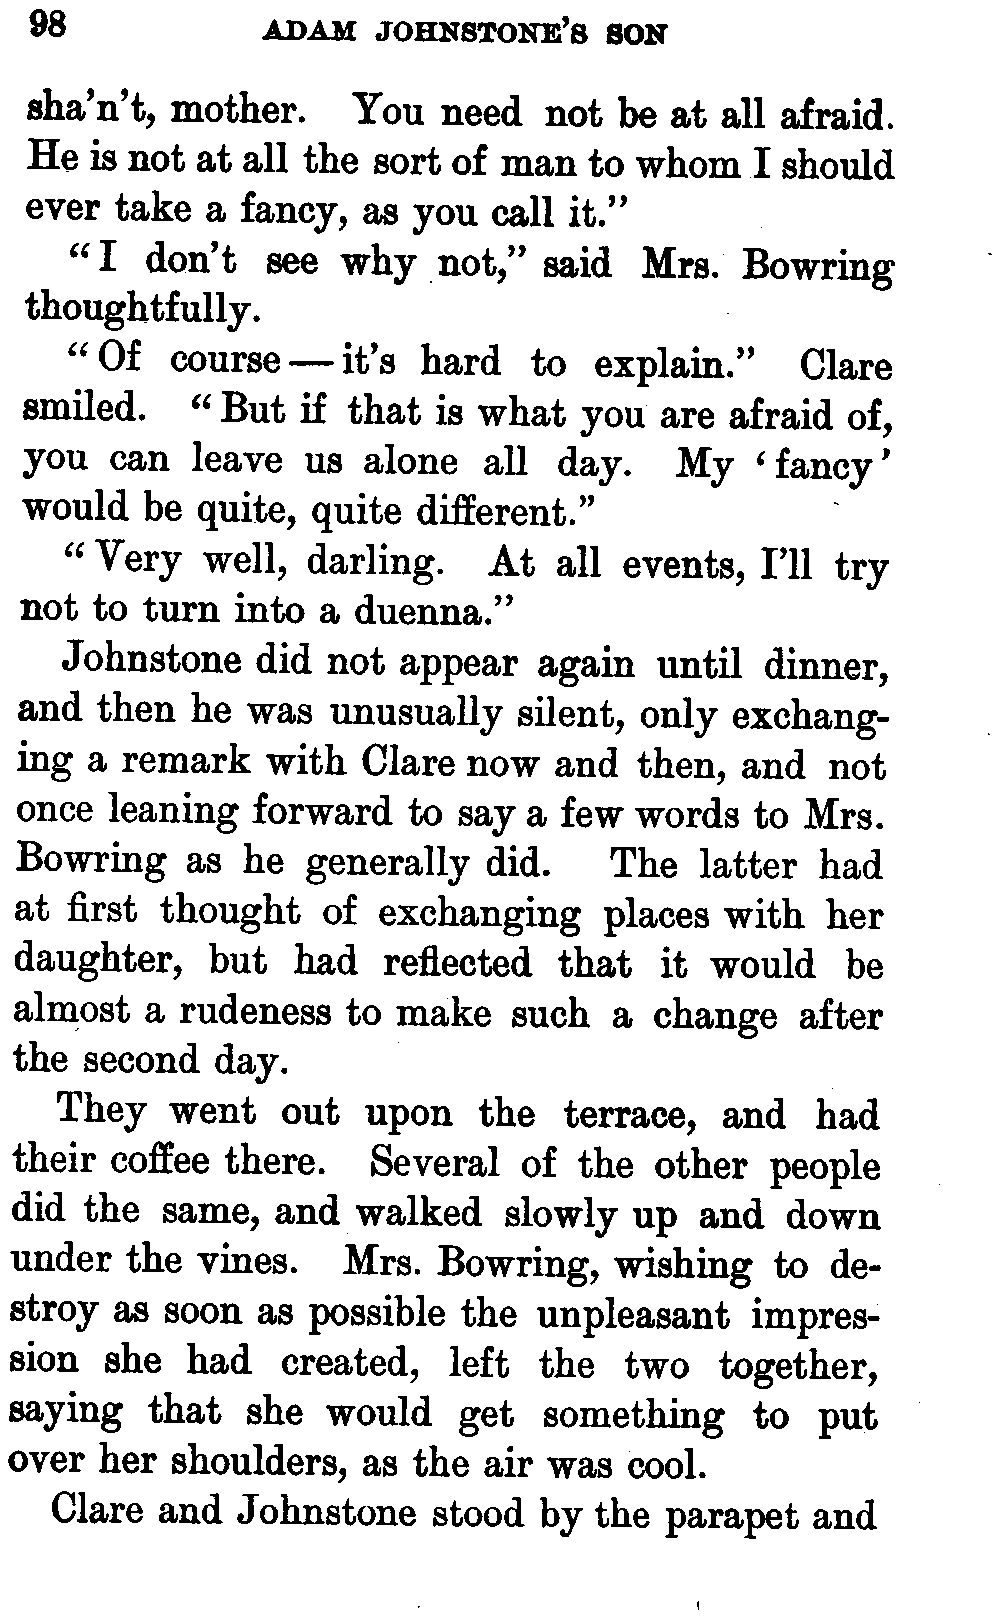 98 ADAM JOHNSTONE'S SON
sha'n't, mother. You need not be at all afraid.
He is not at all the sort of man to whom I should
ever take a fancy, as you call it."
"I don't see why not," said Mrs. Bowring
thoughtfully.
"Of course — it's hard to explain." Clare
smiled. "But if that is what you are afraid of,
you can leave us alone all day. My 'fancy'
would be quite, quite different."
"Very well, darling. At all events, I'll try
not to turn into a duenna."
Johnstone did not appear again until dinner,
and then he was unusually silent, only exchang-
ing a remark with Clare now and then, and not
once leaning forward to say a few words to Mrs.
Bowring as he generally did. The latter had
at first thought of exchanging places with her
daughter, but had reflected that it would be
almost a rudeness to make such a change after
the second day.
They went out upon the terrace, and had
their coffee there. Several of the other people
did the same, and walked slowly up and down
under the vines. Mrs. Bowring, wishing to de-
stroy as soon as possible the unpleasant impres-
sion she had created, left the two together,
saying that she would get something to put
over her shoulders, as the air was cool.
Clare and Johnstone stood by the parapet and